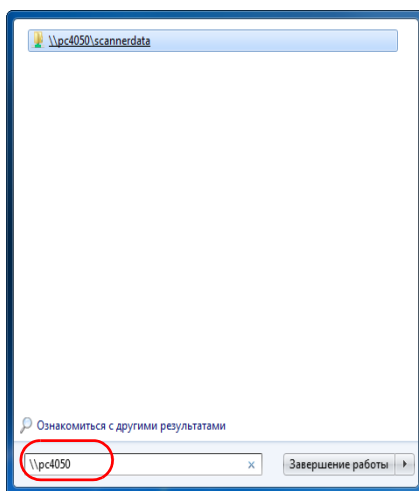 \\pc4050\scannerdata
Ознакомиться с другими результатами
\\pc4050
Завершение работы